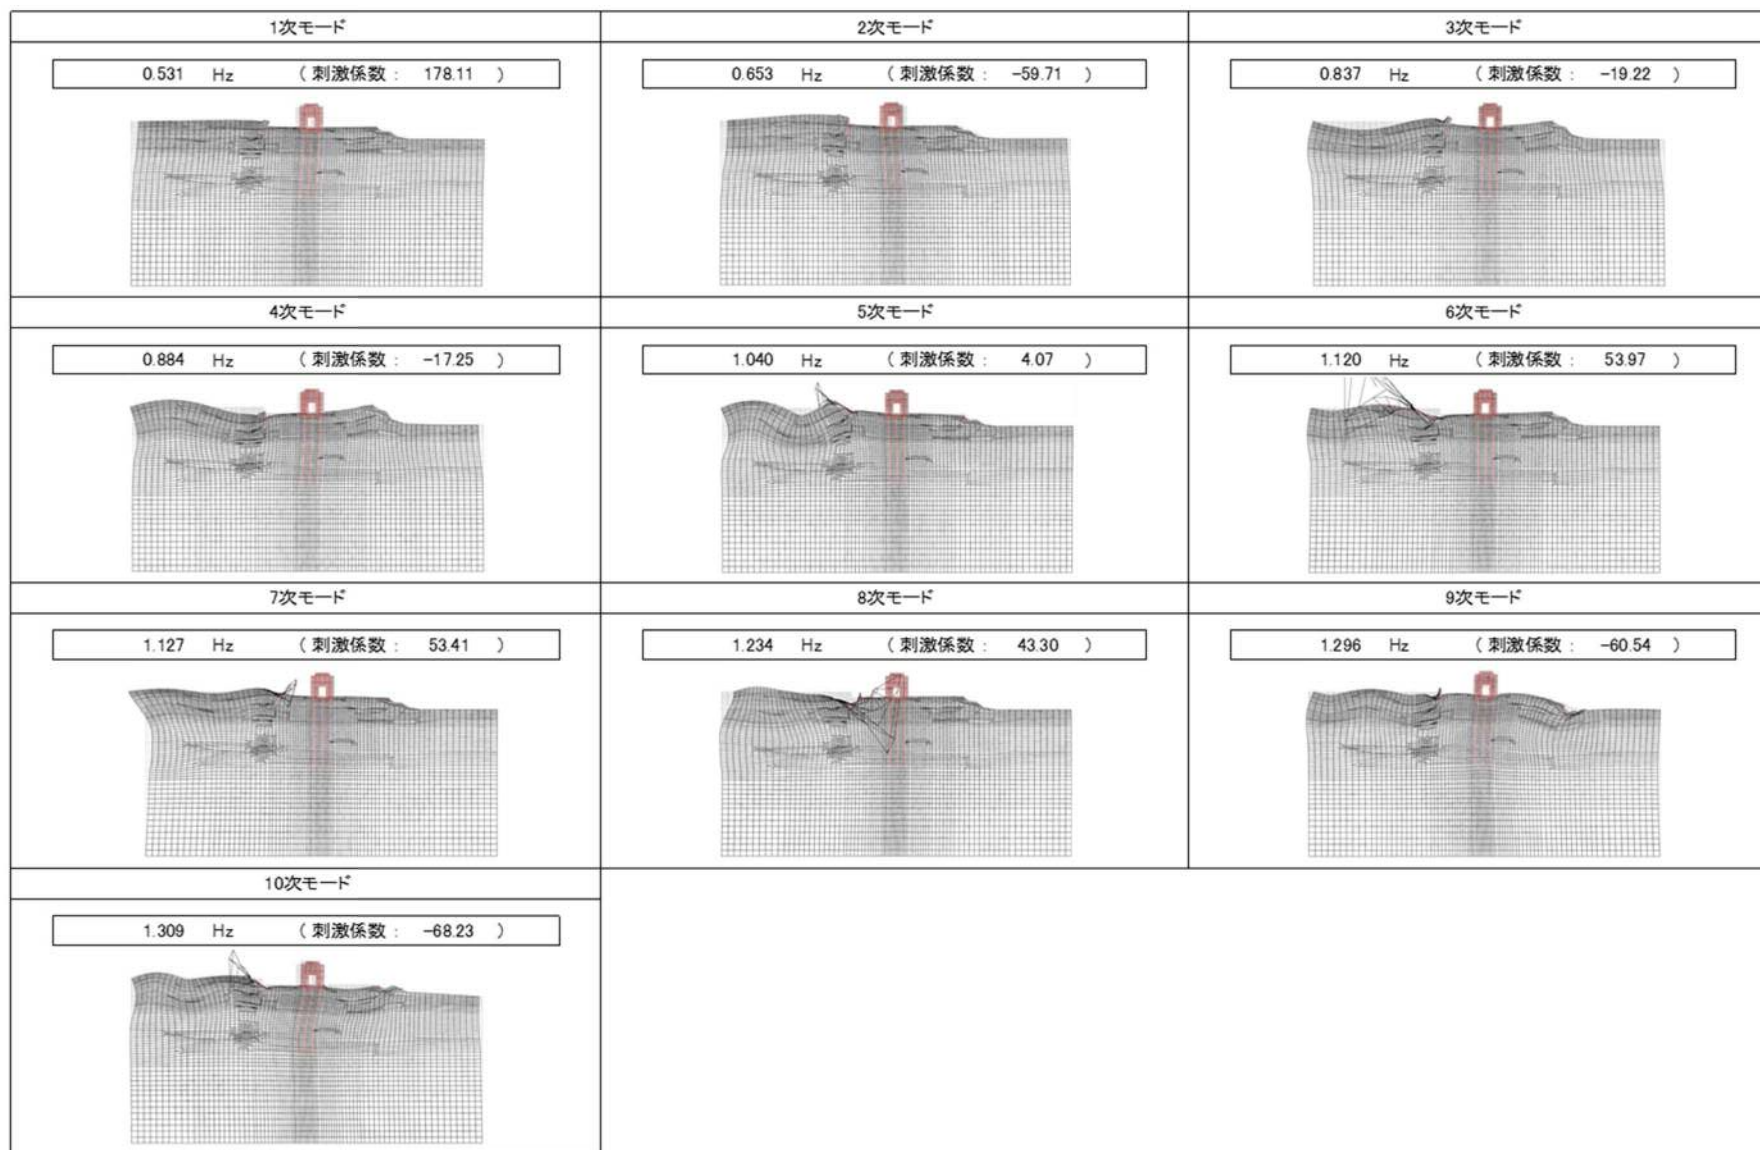 1次モード 2次モード 3次モード
0.531 Hz （ 刺激係数 : 178.11 ） 0.653 Hz （ 刺激係数 : -59.71 ） 0.837 Hz （ 刺激係数 : -19.22 ）
4次モード 5次モード 6次モード
0.884 Hz （ 刺激係数 : -17.25 ） 1.040 Hz （ 刺激係数 : 4.07 ） 1.120 Hz （ 刺激係数 : 53.97 ）
7次モード 8次モード 9次モード
1.127 Hz （ 刺激係数 : 53.41 ） 1.234 Hz （ 刺激係数 : 43.30 ） 1.296 Hz （ 刺激係数 : -60.54 ）
10次モード
1.309 Hz （ 刺激係数 : -68.23 ）